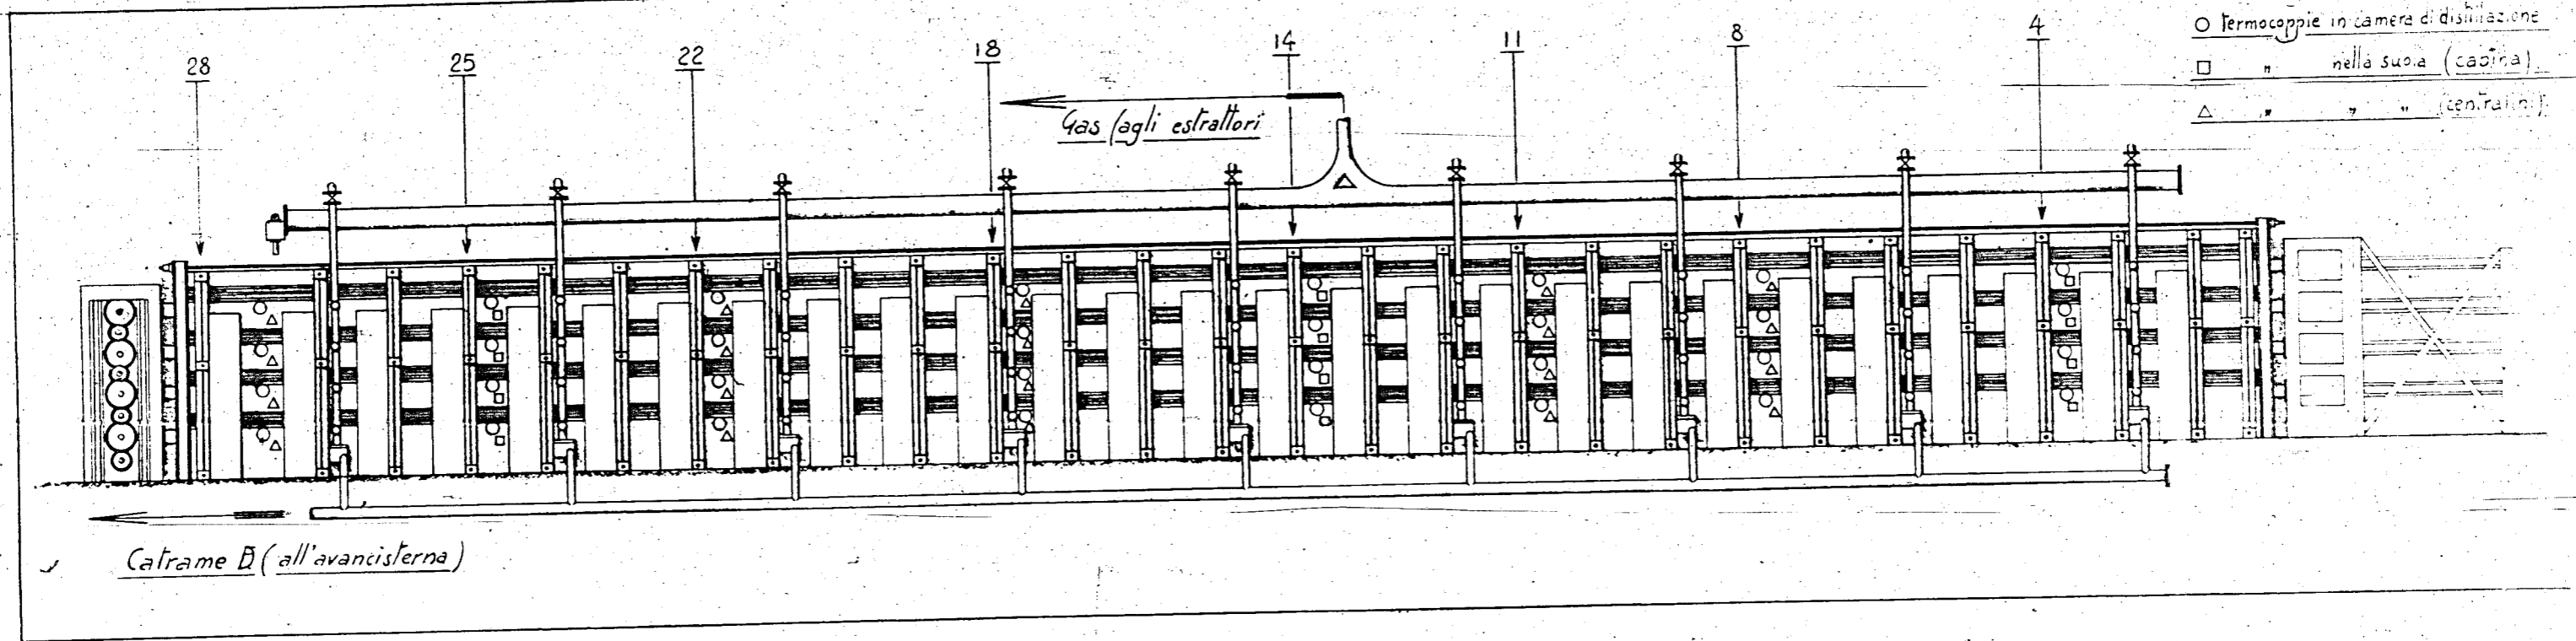 28
25
22
18
14
11
8
4
Gas (agli estrattori
Catrame B (all'avancisterna)
Termocoppie in camera di distillazione
" nella suola (cabina)
" " " (centralini)